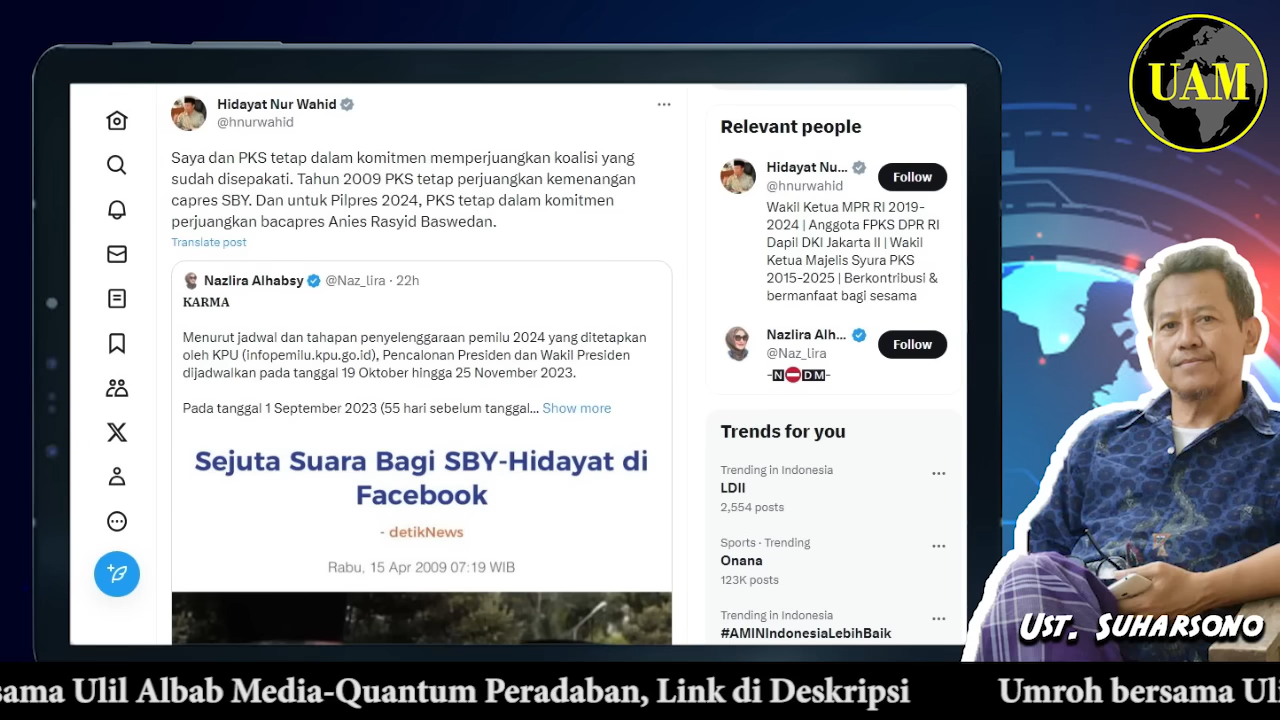 Hidayat Nur Wahid
@hnurwahid
Saya dan PKS tetap dalam komitmen memperjuangkan koalisi yang
sudah disepakati. Tahun 2009 PKS tetap perjuangkan kemenangan
capres SBY. Dan untuk Pilpres 2024, PKS tetap dalam komitmen
perjuangkan bacapres Anies Rasyid Baswedan.
Translate post
Nazlira Alhabsy @Naz_lira · 22h
KARMA
Menurut jadwal dan tahapan penyelenggaraan pemilu 2024 yang ditetapkan
oleh KPU (infopemilu.kpu.go.id), Pencalonan Presiden dan Wakil Presiden
dijadwalkan pada tanggal 19 Oktober hingga 25 November 2023.
Pada tanggal 1 September 2023 (55 hari sebelum tanggal... Show more
Sejuta Suara Bagi SBY-Hidayat di
Facebook
- detikNews
Rabu, 15 Apr 2009 07:19 WIB
Relevant people
Hidayat Nu...
@hnurwahid
Follow
Wakil Ketua MPR RI 2019-
2024 | Anggota FPKS DPR RI
Dapil DKI Jakarta II | Wakil
Ketua Majelis Syura PKS
2015-2025 | Berkontribusi &
bermanfaat bagi sesama
Nazlira Alh...
@Naz_lira
Follow
-N⛔DM-
Trends for you
Trending in Indonesia
LDII
2,554 posts
Sports · Trending
Onana
123K posts
Trending in Indonesia
#AMINIndonesiaLebihBaik
UAM
Ust. Suharsono
sama Ulil Albab Media-Quantum Peradaban, Link di Deskripsi
Umroh bersama Uli